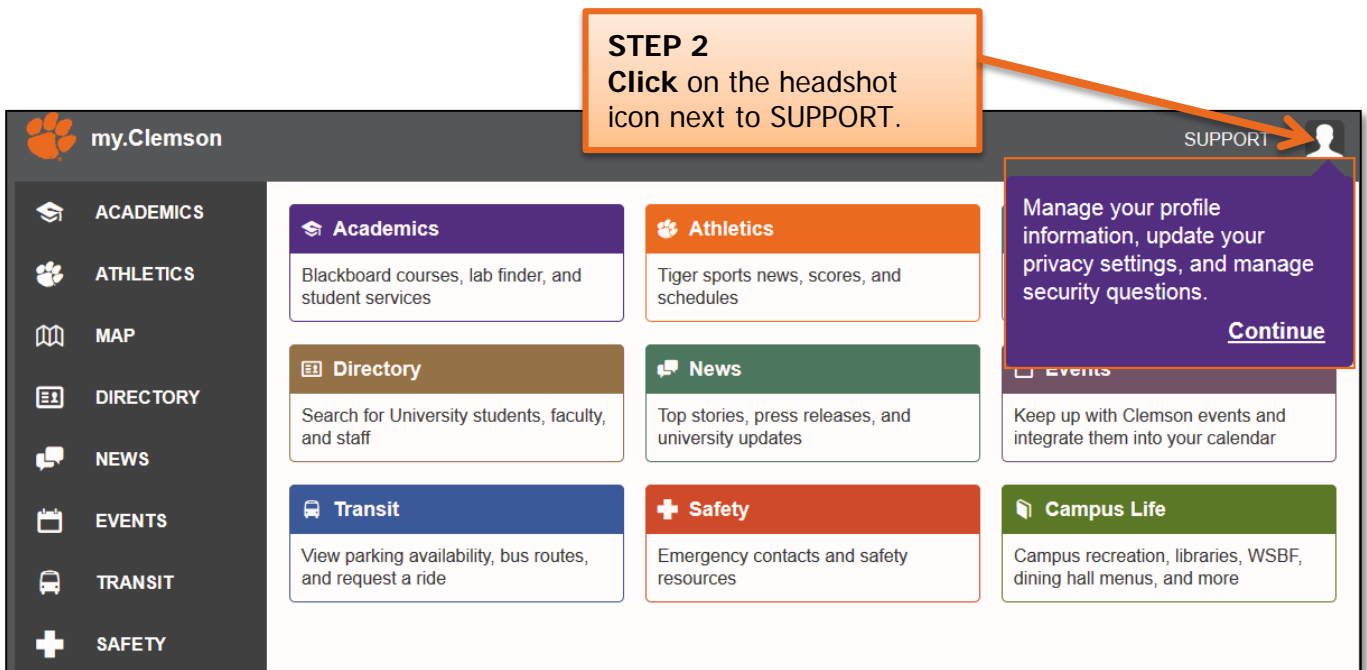 STEP 2
Click on the headshot
icon next to SUPPORT.
my.Clemson
SUPPORT
ACADEMICS
ATHLETICS
MAP
DIRECTORY
NEWS
EVENTS
TRANSIT
SAFETY
Academics
Blackboard courses, lab finder, and
student services
Athletics
Tiger sports news, scores, and
schedules
Manage your profile
information, update your
privacy settings, and manage
security questions.
Continue
Directory
Search for University students, faculty,
and staff
News
Top stories, press releases, and
university updates
Events
Keep up with Clemson events and
integrate them into your calendar
Transit
View parking availability, bus routes,
and request a ride
Safety
Emergency contacts and safety
resources
Campus Life
Campus recreation, libraries, WSBF,
dining hall menus, and more